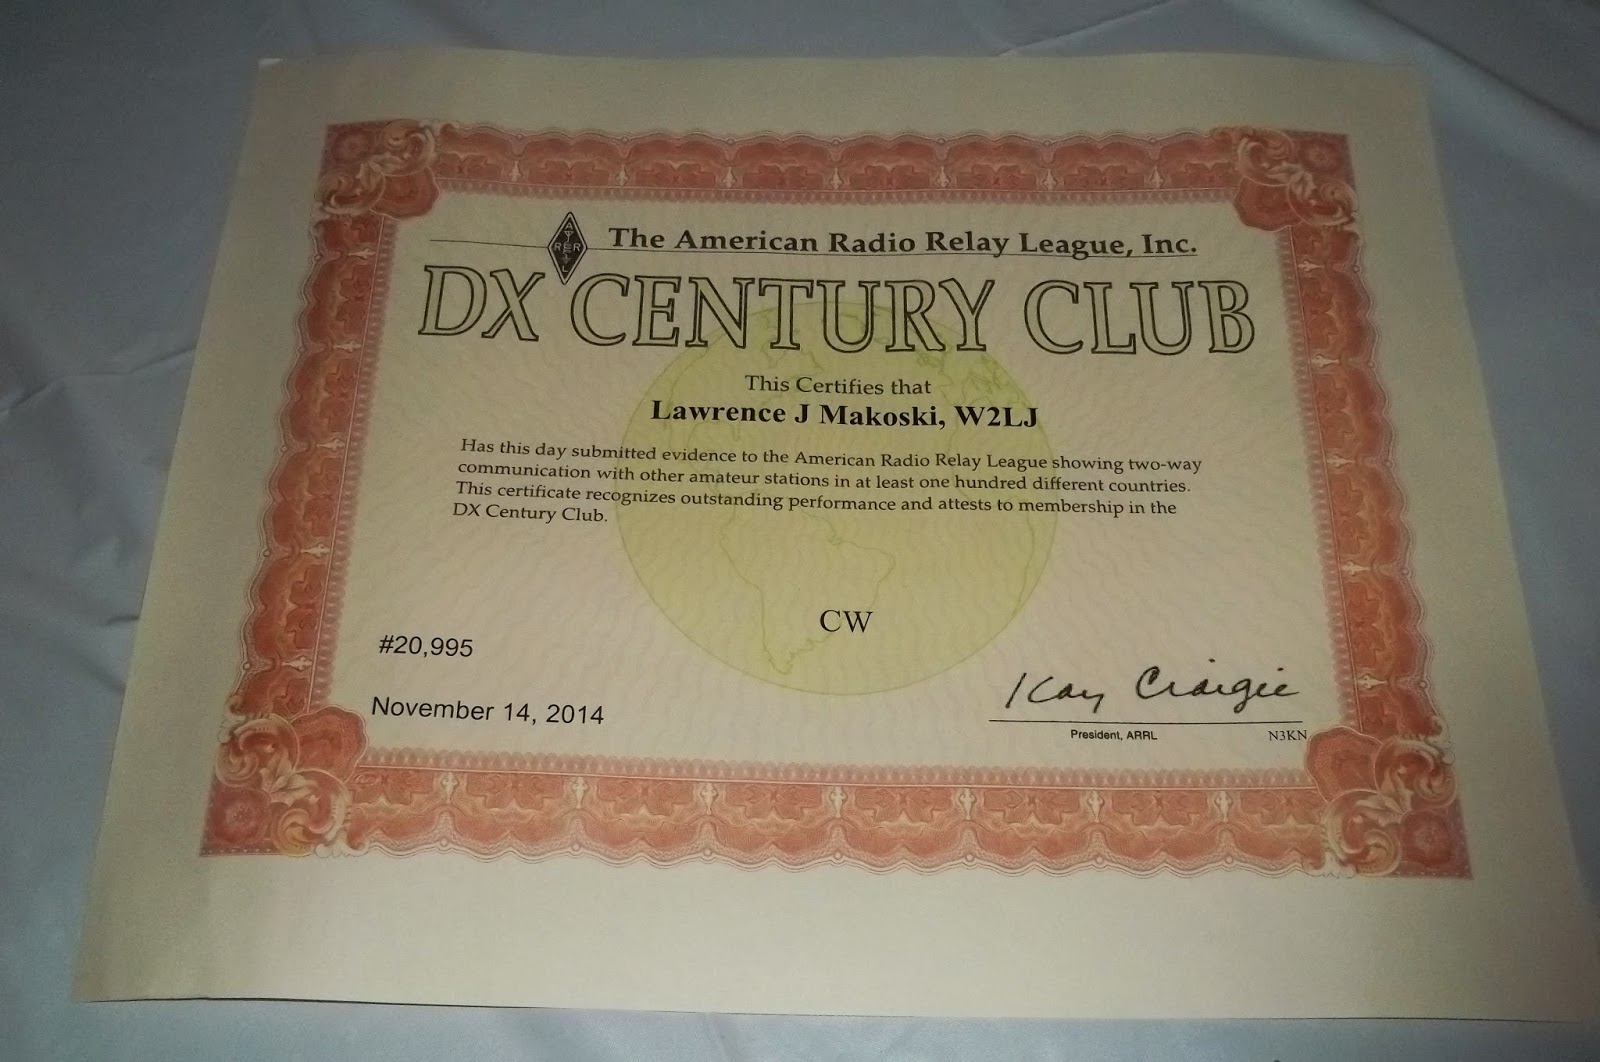 The American Radio Relay League, Inc.
A
R R
R
L
DX CENTURY CLUB
This Certifies that
Lawrence J Makoski, W2LJ
Has this day submitted evidence to the American Radio Relay League showing two-way
communication with other amateur stations in at least one hundred different countries.
This certificate recognizes outstanding performance and attests to membership in the
DX Century Club.
CW
#20,995
November 14, 2014
Kay Craigie
President, ARRL N3KN